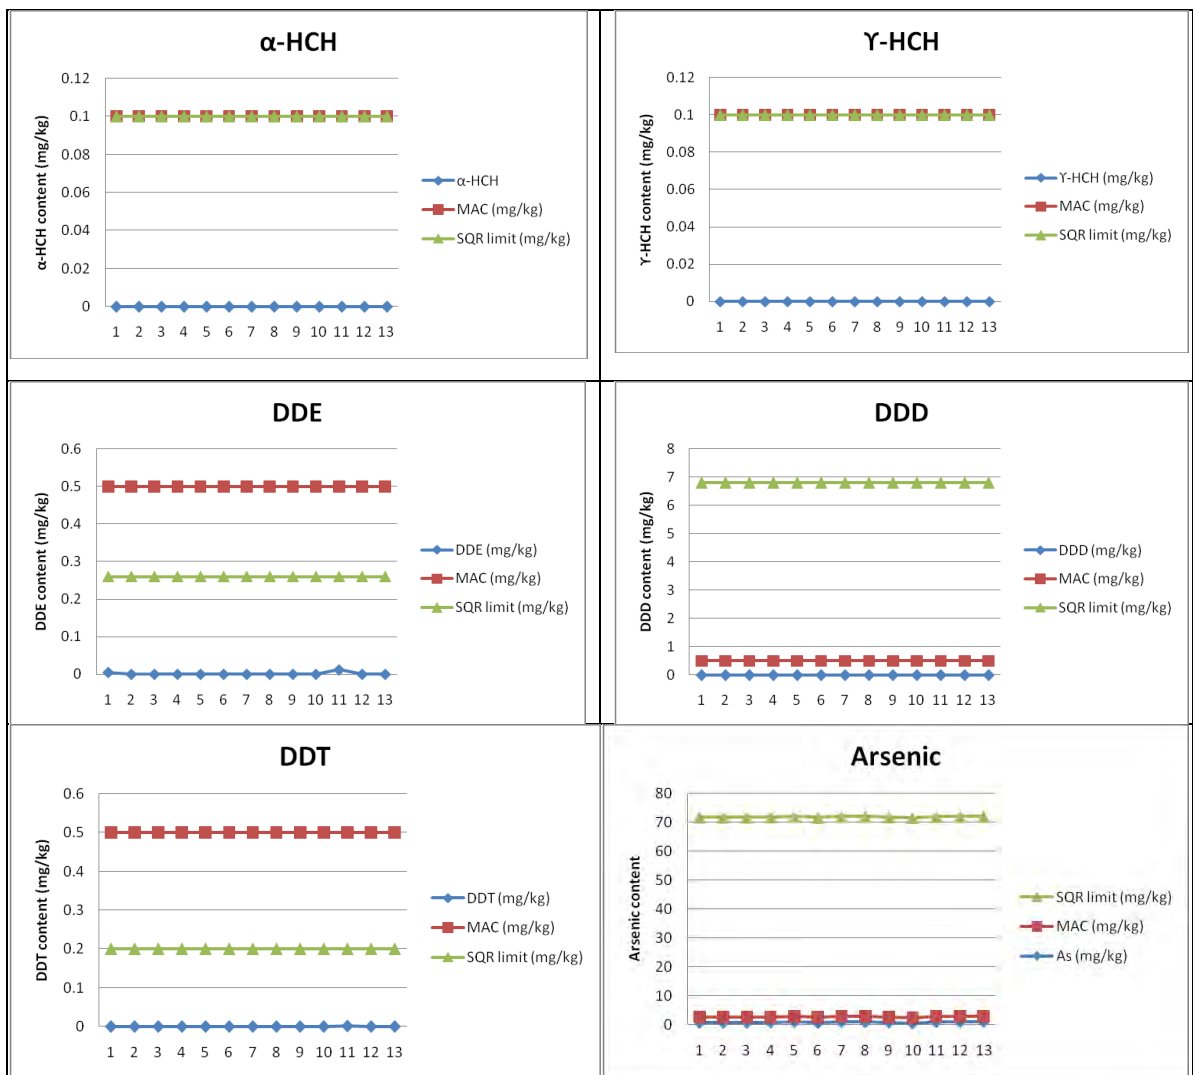 α-HCH
0.12
0.1
0.08
0.06
0.04
0.02
0
α-HCH content (mg/kg)
1 2 3 4 5 6 7 8 9 10 11 12 13
α-HCH
MAC (mg/kg)
SQR limit (mg/kg)
ϒ-HCH
0.12
0.1
0.08
0.06
0.04
0.02
0
ϒ-HCH content (mg/kg)
1 2 3 4 5 6 7 8 9 10 11 12 13
ϒ-HCH (mg/kg)
MAC (mg/kg)
SQR limit (mg/kg)
DDE
0.6
0.5
0.4
0.3
0.2
0.1
0
DDE content (mg/kg)
1 2 3 4 5 6 7 8 9 10 11 12 13
DDE (mg/kg)
MAC (mg/kg)
SQR limit (mg/kg)
DDD
8
7
6
5
4
3
2
1
0
DDD content (mg/kg)
1 2 3 4 5 6 7 8 9 10 11 12 13
DDD (mg/kg)
MAC (mg/kg)
SQR limit (mg/kg)
DDT
0.6
0.5
0.4
0.3
0.2
0.1
0
DDT content (mg/kg)
1 2 3 4 5 6 7 8 9 10 11 12 13
DDT (mg/kg)
MAC (mg/kg)
SQR limit (mg/kg)
Arsenic
80
70
60
50
40
30
20
10
0
Arsenic content
1 2 3 4 5 6 7 8 9 10 11 12 13
SQR limit (mg/kg)
MAC (mg/kg)
As (mg/kg)